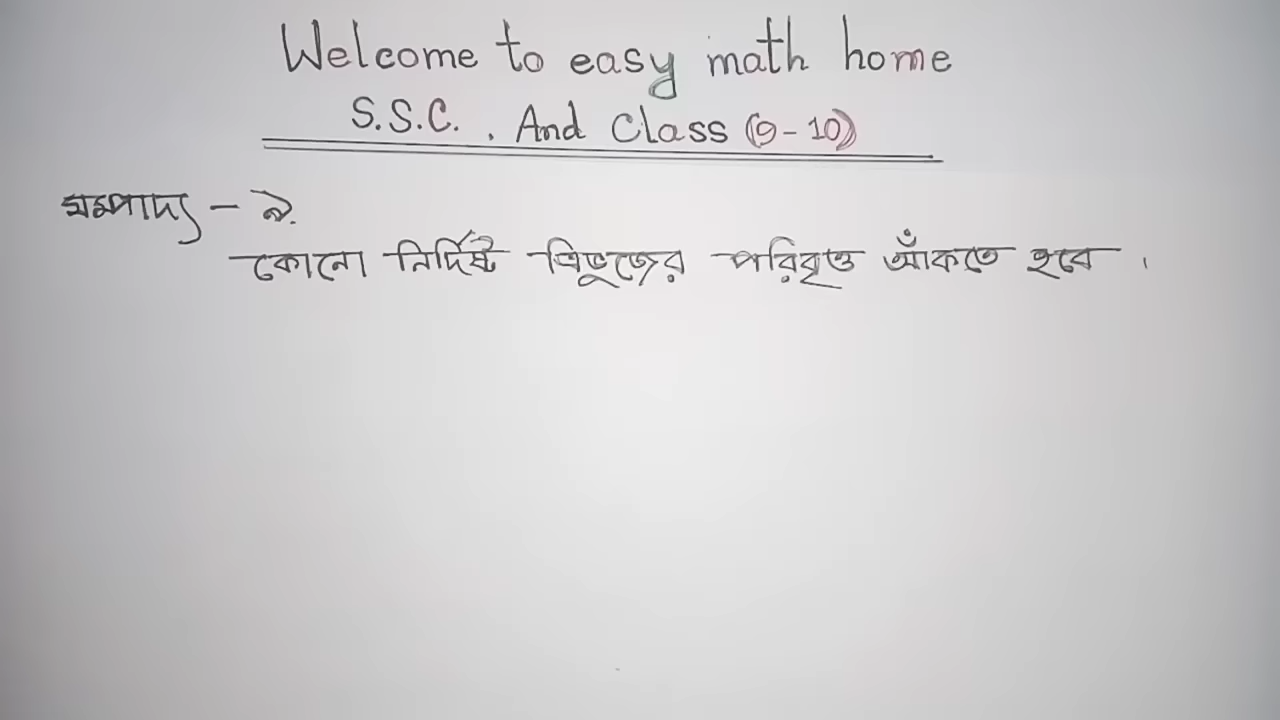 Welcome to easy math home
S.S.C. , And Class (9-10)
সম্পাদ্য - ৯.
কোনো নির্দিষ্ট ত্রিভুজের পরিবৃত্ত আঁকতে হবে ।